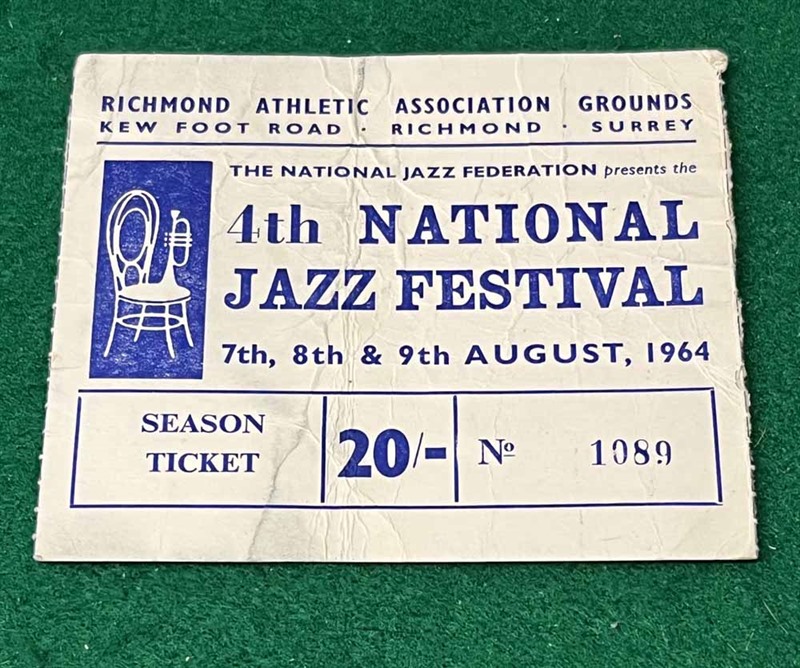 RICHMOND ATHLETIC ASSOCIATION GROUNDS
KEW FOOT ROAD · RICHMOND · SURREY
THE NATIONAL JAZZ FEDERATION presents the
4th NATIONAL
JAZZ FESTIVAL
7th, 8th & 9th AUGUST, 1964
SEASON
TICKET
20/-
Nº 1089